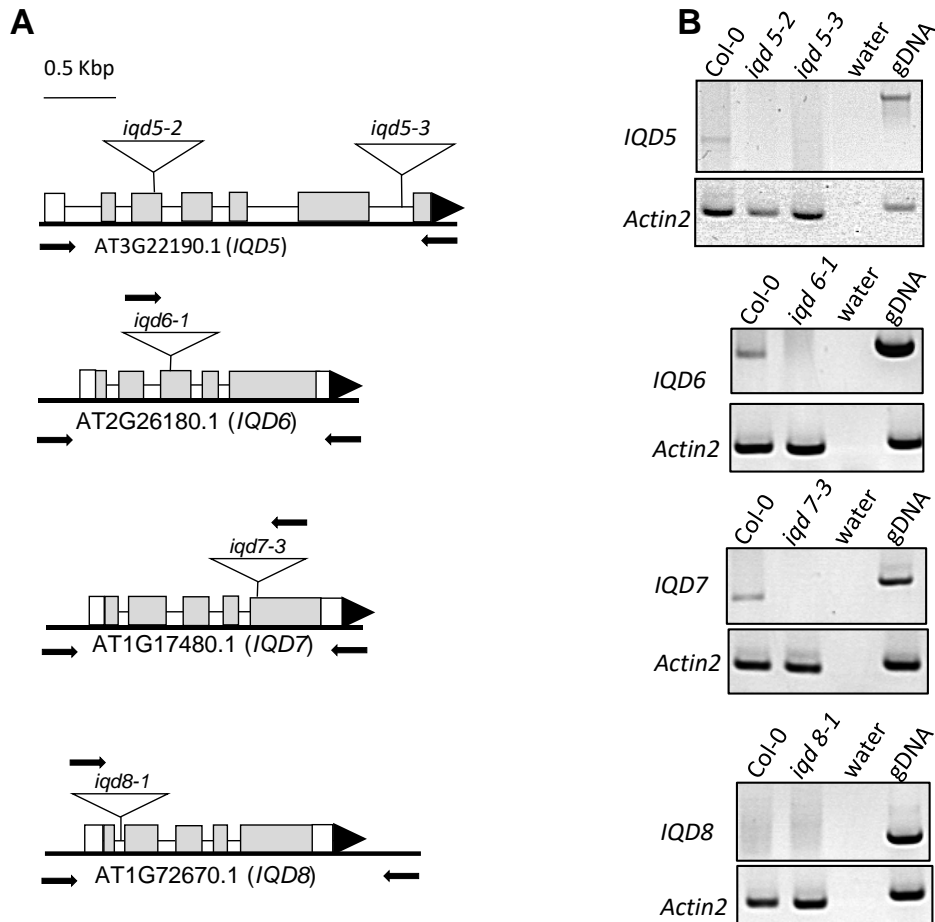 A
0.5 Kbp
iqd5-2
iqd5-3
AT3G22190.1 (IQD5)
iqd6-1
AT2G26180.1 (IQD6)
iqd7-3
AT1G17480.1 (IQD7)
iqd8-1
AT1G72670.1 (IQD8)
B
Col-0 iqd 5-2 iqd 5-3 water gDNA
IQD5
Actin2
Col-0 iqd 6-1 water gDNA
IQD6
Actin2
Col-0 iqd 7-3 water gDNA
IQD7
Actin2
Col-0 iqd 8-1 water gDNA
IQD8
Actin2